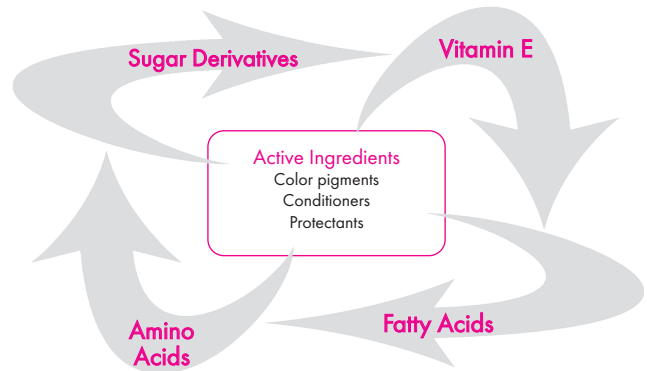 Sugar Derivatives
Vitamin E
Active Ingredients
Color pigments
Conditioners
Protectants
Amino
Acids
Fatty Acids